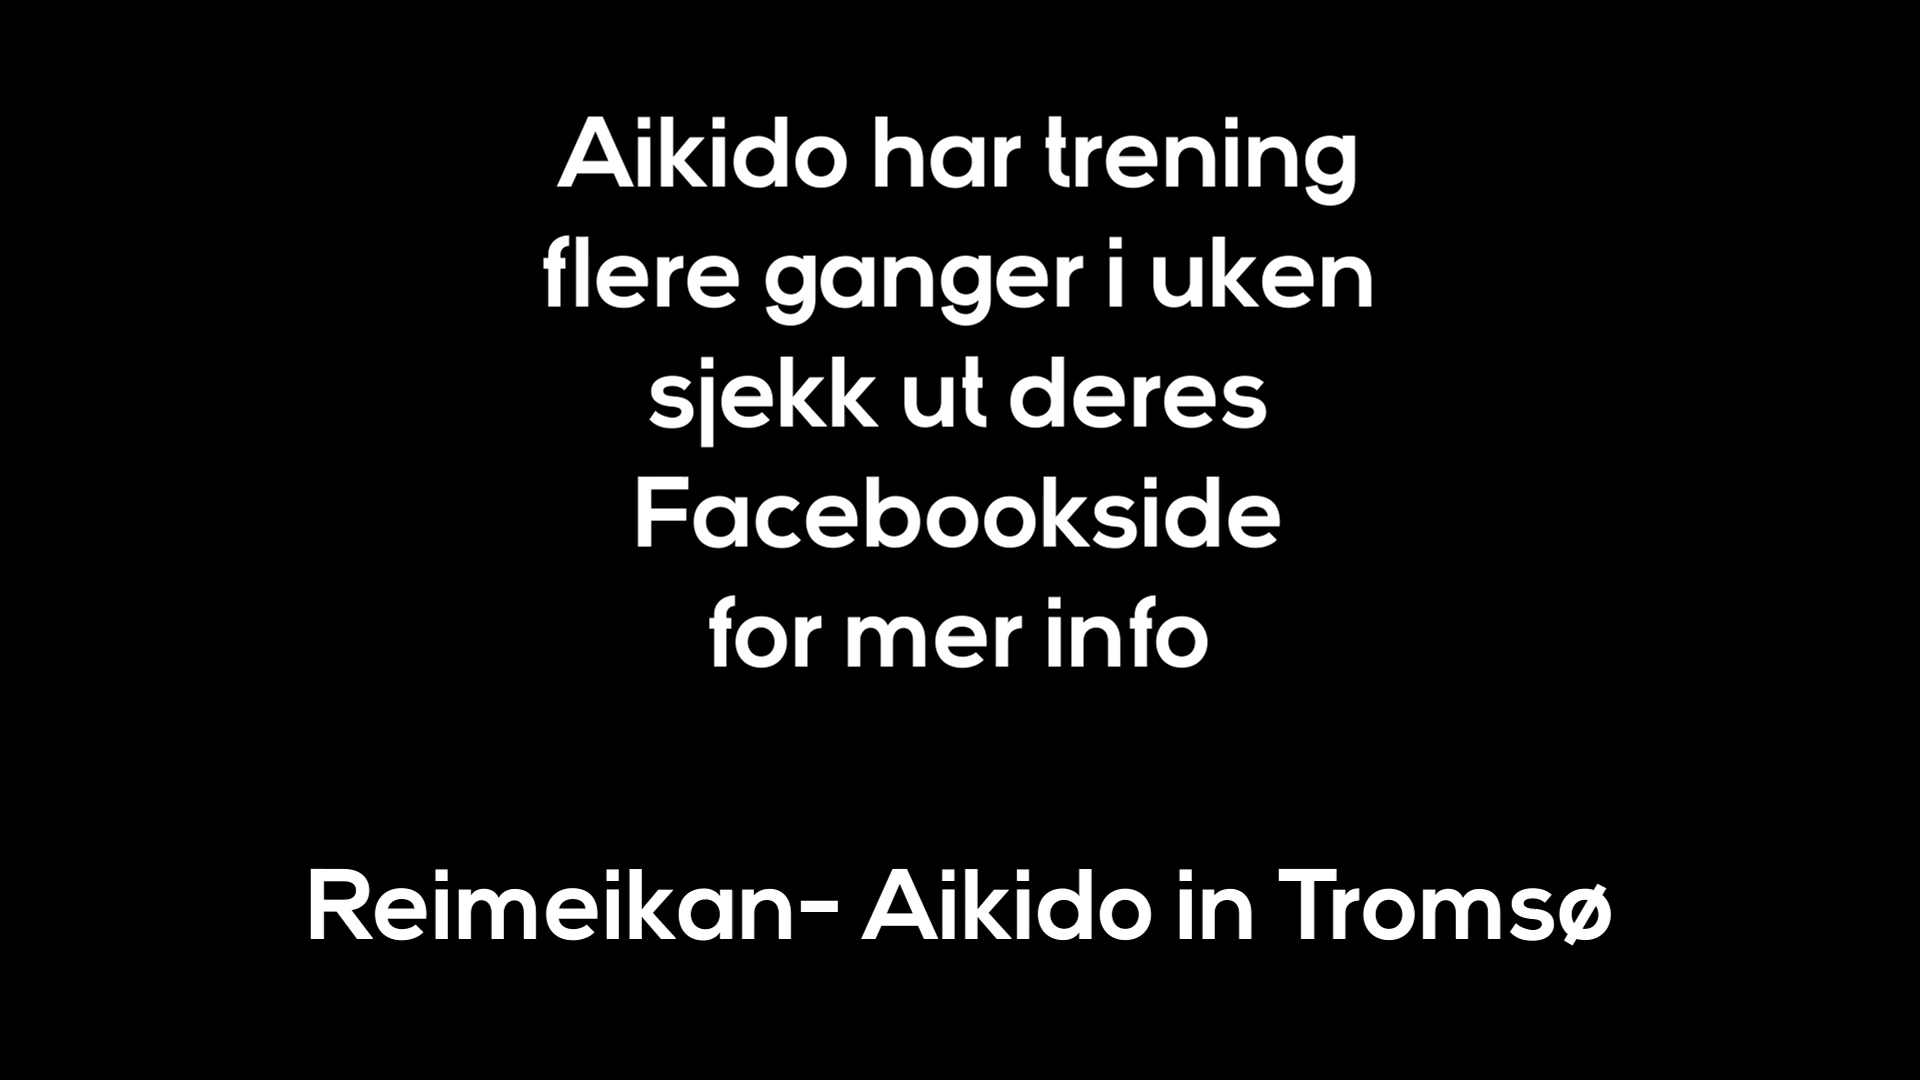 Aikido har trening
flere ganger i uken
sjekk ut deres
Facebookside
for mer info
Reimeikan- Aikido in Tromsø